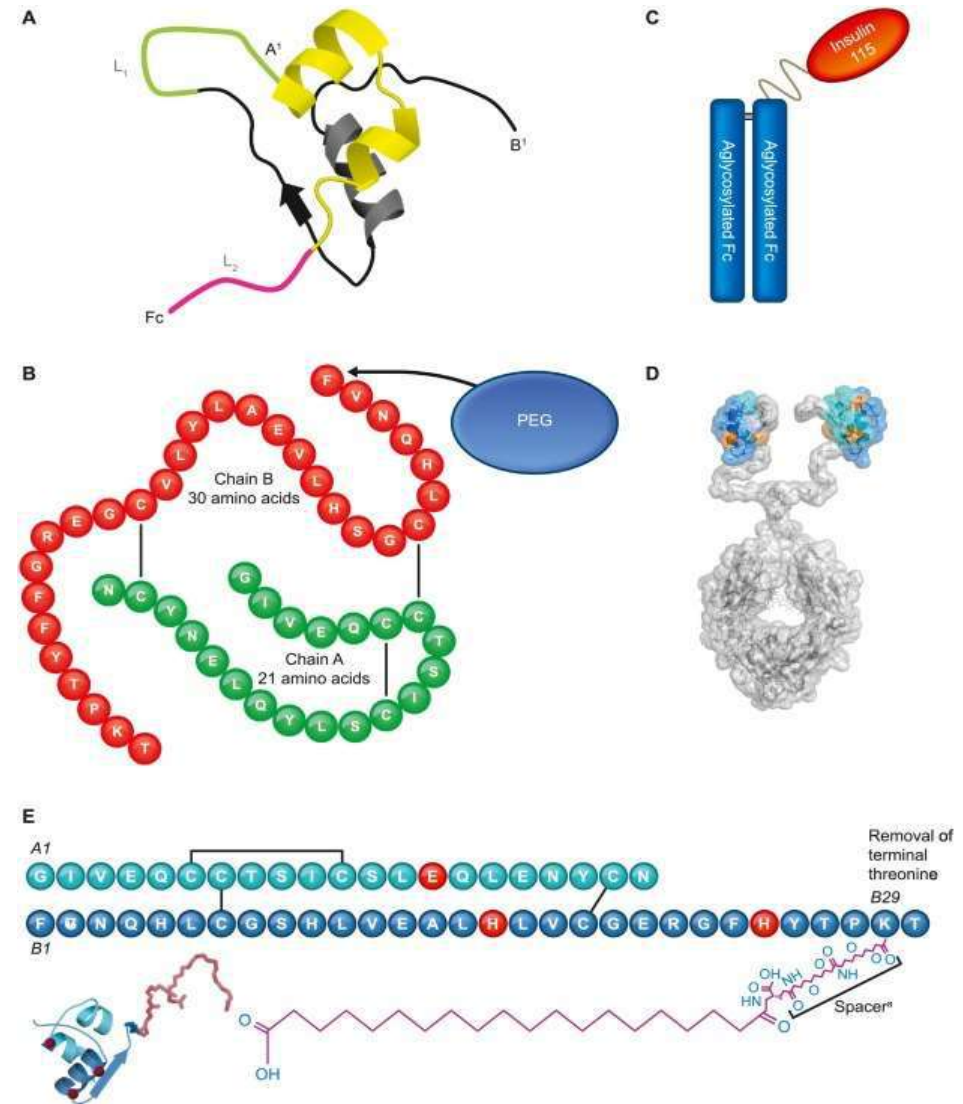 A
L1
A1
B1
L2
Fc
C
Insulin
115
Aglycosylated Fc
Aglycosylated Fc
B
F V N Q H L C G S H L V E A L Y L V C G E R G F F Y T P K T
Chain B
30 amino acids
PEG
G I V E Q C C T S I C S L Y Q L E N Y C N
Chain A
21 amino acids
D
E
A1
G I V E Q C C T S I C S L E Q L E N Y C N
Removal of
terminal
threonine
B29
F V N Q H L C G S H L V E A L H L V C G E R G F H Y T P K T
B1
OH NH O O NH O O O
O HN O O
Spacera
O
OH